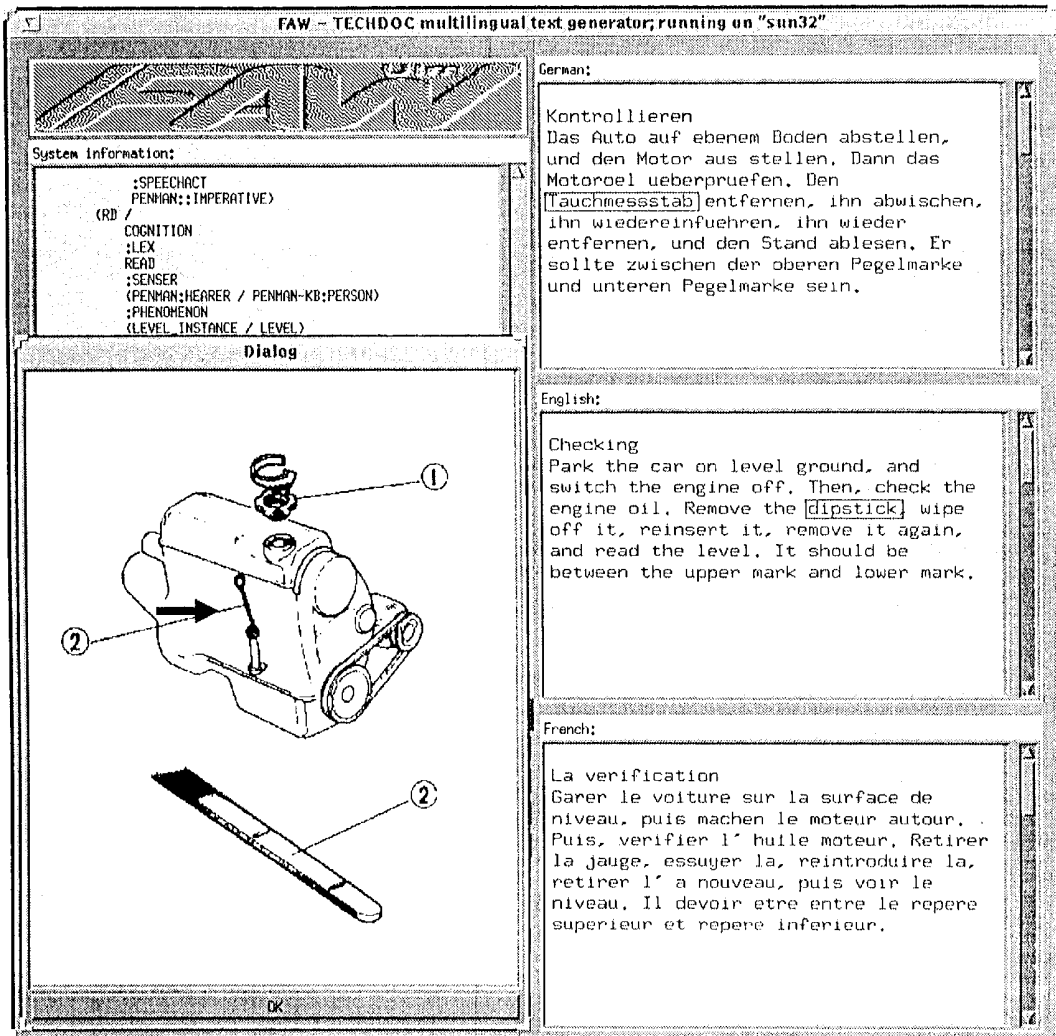 FAW - TECHDOC multilingual text generator; running on "sun32"
FAW
System information:
:SPEECHACT
PENMAN::IMPERATIVE)
(RD /
COGNITION
:LEX
READ
:SENSER
(PENMAN:HEARER / PENMAN-KB:PERSON)
:PHENOMENON
(LEVEL_INSTANCE / LEVEL)
Dialog
1
2
2
OK
German:
Kontrollieren
Das Auto auf ebenem Boden abstellen,
und den Motor aus stellen. Dann das
Motoroel ueberpruefen. Den
Tauchmessstab entfernen, ihn abwischen,
ihn wiedereinfuehren, ihn wieder
entfernen, und den Stand ablesen. Er
sollte zwischen der oberen Pegelmarke
und unteren Pegelmarke sein.
English:
Checking
Park the car on level ground, and
switch the engine off. Then, check the
engine oil. Remove the dipstick, wipe
off it, reinsert it, remove it again,
and read the level. It should be
between the upper mark and lower mark.
French:
La verification
Garer le voiture sur la surface de
niveau, puis machen le moteur autour.
Puis, verifier l' huile moteur. Retirer
la jauge, essuyer la, reintroduire la,
retirer l' a nouveau, puis voir le
niveau. Il devoir etre entre le repere
superieur et repere inferieur.